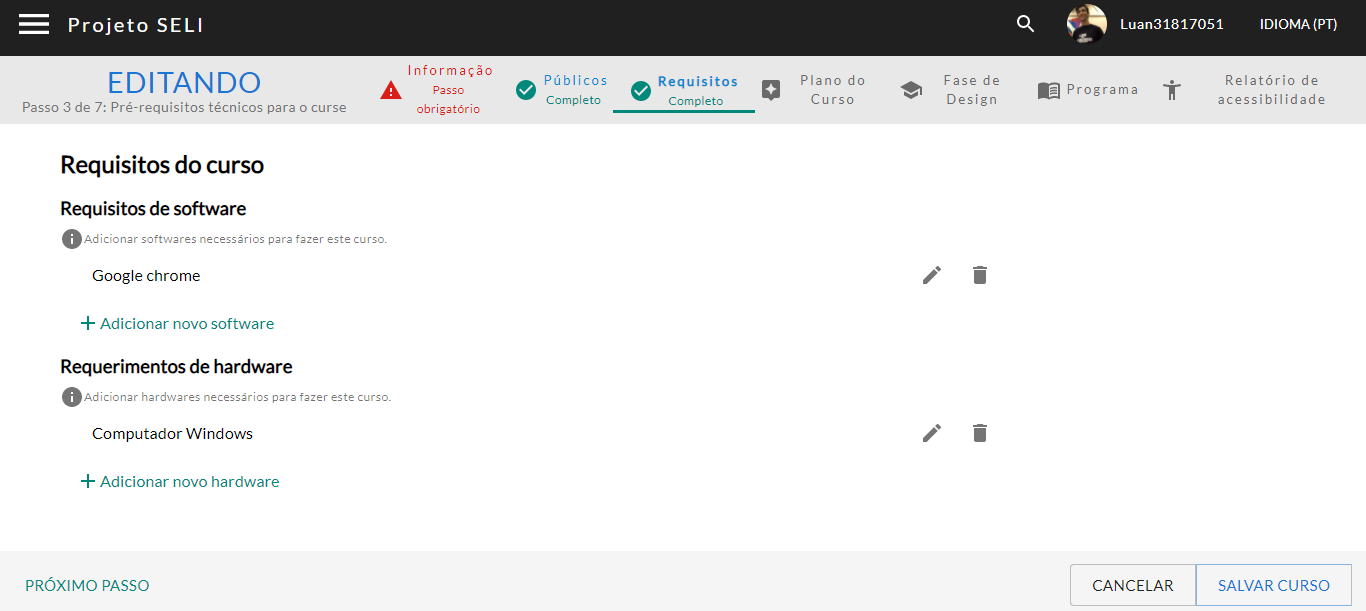 Projeto SELI
Luan31817051
IDIOMA (PT)
EDITANDO
Passo 3 de 7: Pré-requisitos técnicos para o curse
Informação
Passo
obrigatório
Públicos
Completo
Requisitos
Completo
Plano do
Curso
Fase de
Design
Programa
Relatório de
acessibilidade
Requisitos do curso
Requisitos de software
Adicionar softwares necessários para fazer este curso.
Google chrome
+ Adicionar novo software
Requerimentos de hardware
Adicionar hardwares necessários para fazer este curso.
Computador Windows
+ Adicionar novo hardware
PRÓXIMO PASSO
CANCELAR
SALVAR CURSO